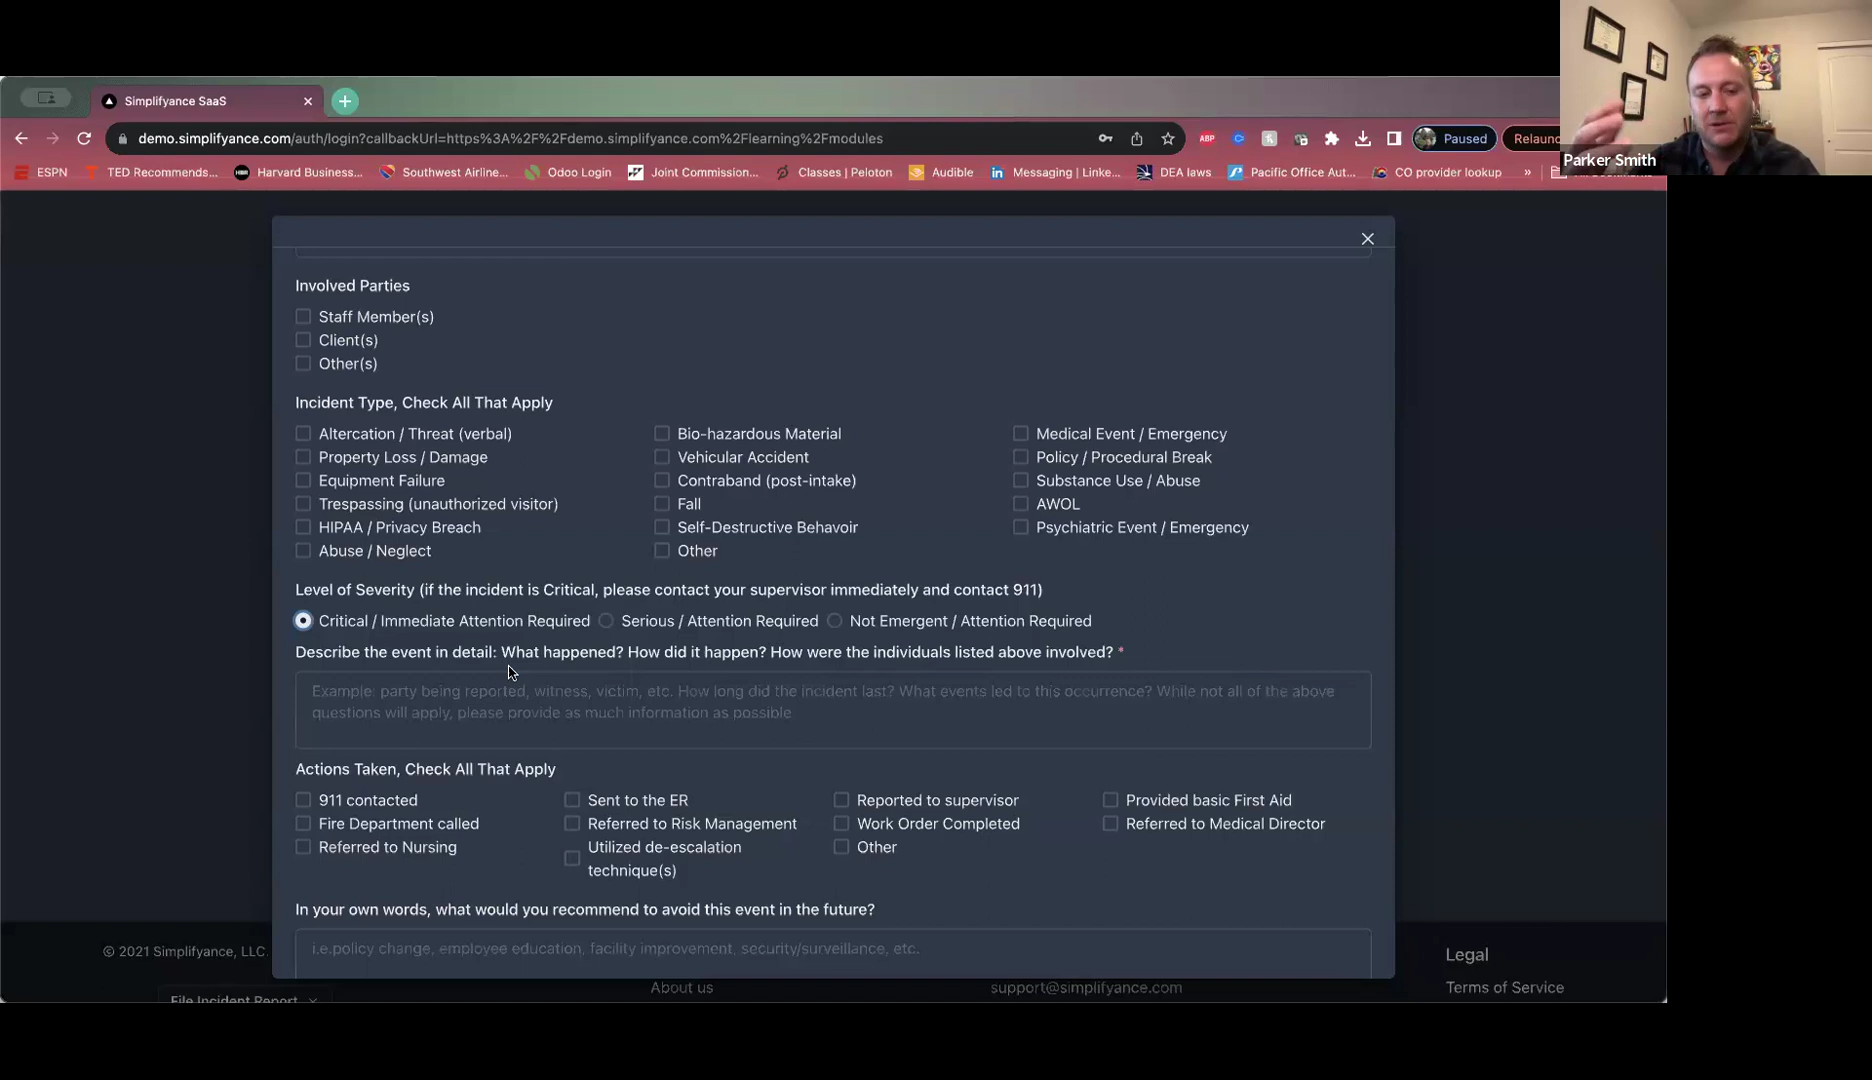 Simplifyance SaaS
demo.simplifyance.com/auth/login?callbackUrl=https%3A%2F%2Fdemo.simplifyance.com%2Flearning%2Fmodules
ABP
Paused
Relaun
Parker Smith
ESPN
TED Recommends...
HBR Harvard Business...
Southwest Airline...
Odoo Login
Joint Commission...
Classes | Peloton
Audible
in Messaging | Linke...
DEA laws
Pacific Office Aut...
CO provider lookup
»
Involved Parties
Staff Member(s)
Client(s)
Other(s)
Incident Type, Check All That Apply
Altercation / Threat (verbal)
Bio-hazardous Material
Medical Event / Emergency
Property Loss / Damage
Vehicular Accident
Policy / Procedural Break
Equipment Failure
Contraband (post-intake)
Substance Use / Abuse
Trespassing (unauthorized visitor)
Fall
AWOL
HIPAA / Privacy Breach
Self-Destructive Behavoir
Psychiatric Event / Emergency
Abuse / Neglect
Other
Level of Severity (if the incident is Critical, please contact your supervisor immediately and contact 911)
Critical / Immediate Attention Required
Serious / Attention Required
Not Emergent / Attention Required
Describe the event in detail: What happened? How did it happen? How were the individuals listed above involved? *
Example: party being reported, witness, victim, etc. How long did the incident last? What events led to this occurrence? While not all of the above
questions will apply, please provide as much information as possible
Actions Taken, Check All That Apply
911 contacted
Sent to the ER
Reported to supervisor
Provided basic First Aid
Fire Department called
Referred to Risk Management
Work Order Completed
Referred to Medical Director
Referred to Nursing
Utilized de-escalation
technique(s)
Other
In your own words, what would you recommend to avoid this event in the future?
i.e.policy change, employee education, facility improvement, security/surveillance, etc.
© 2021 Simplifyance, LLC.
Legal
File Incident Report
About us
support@simplifyance.com
Terms of Service